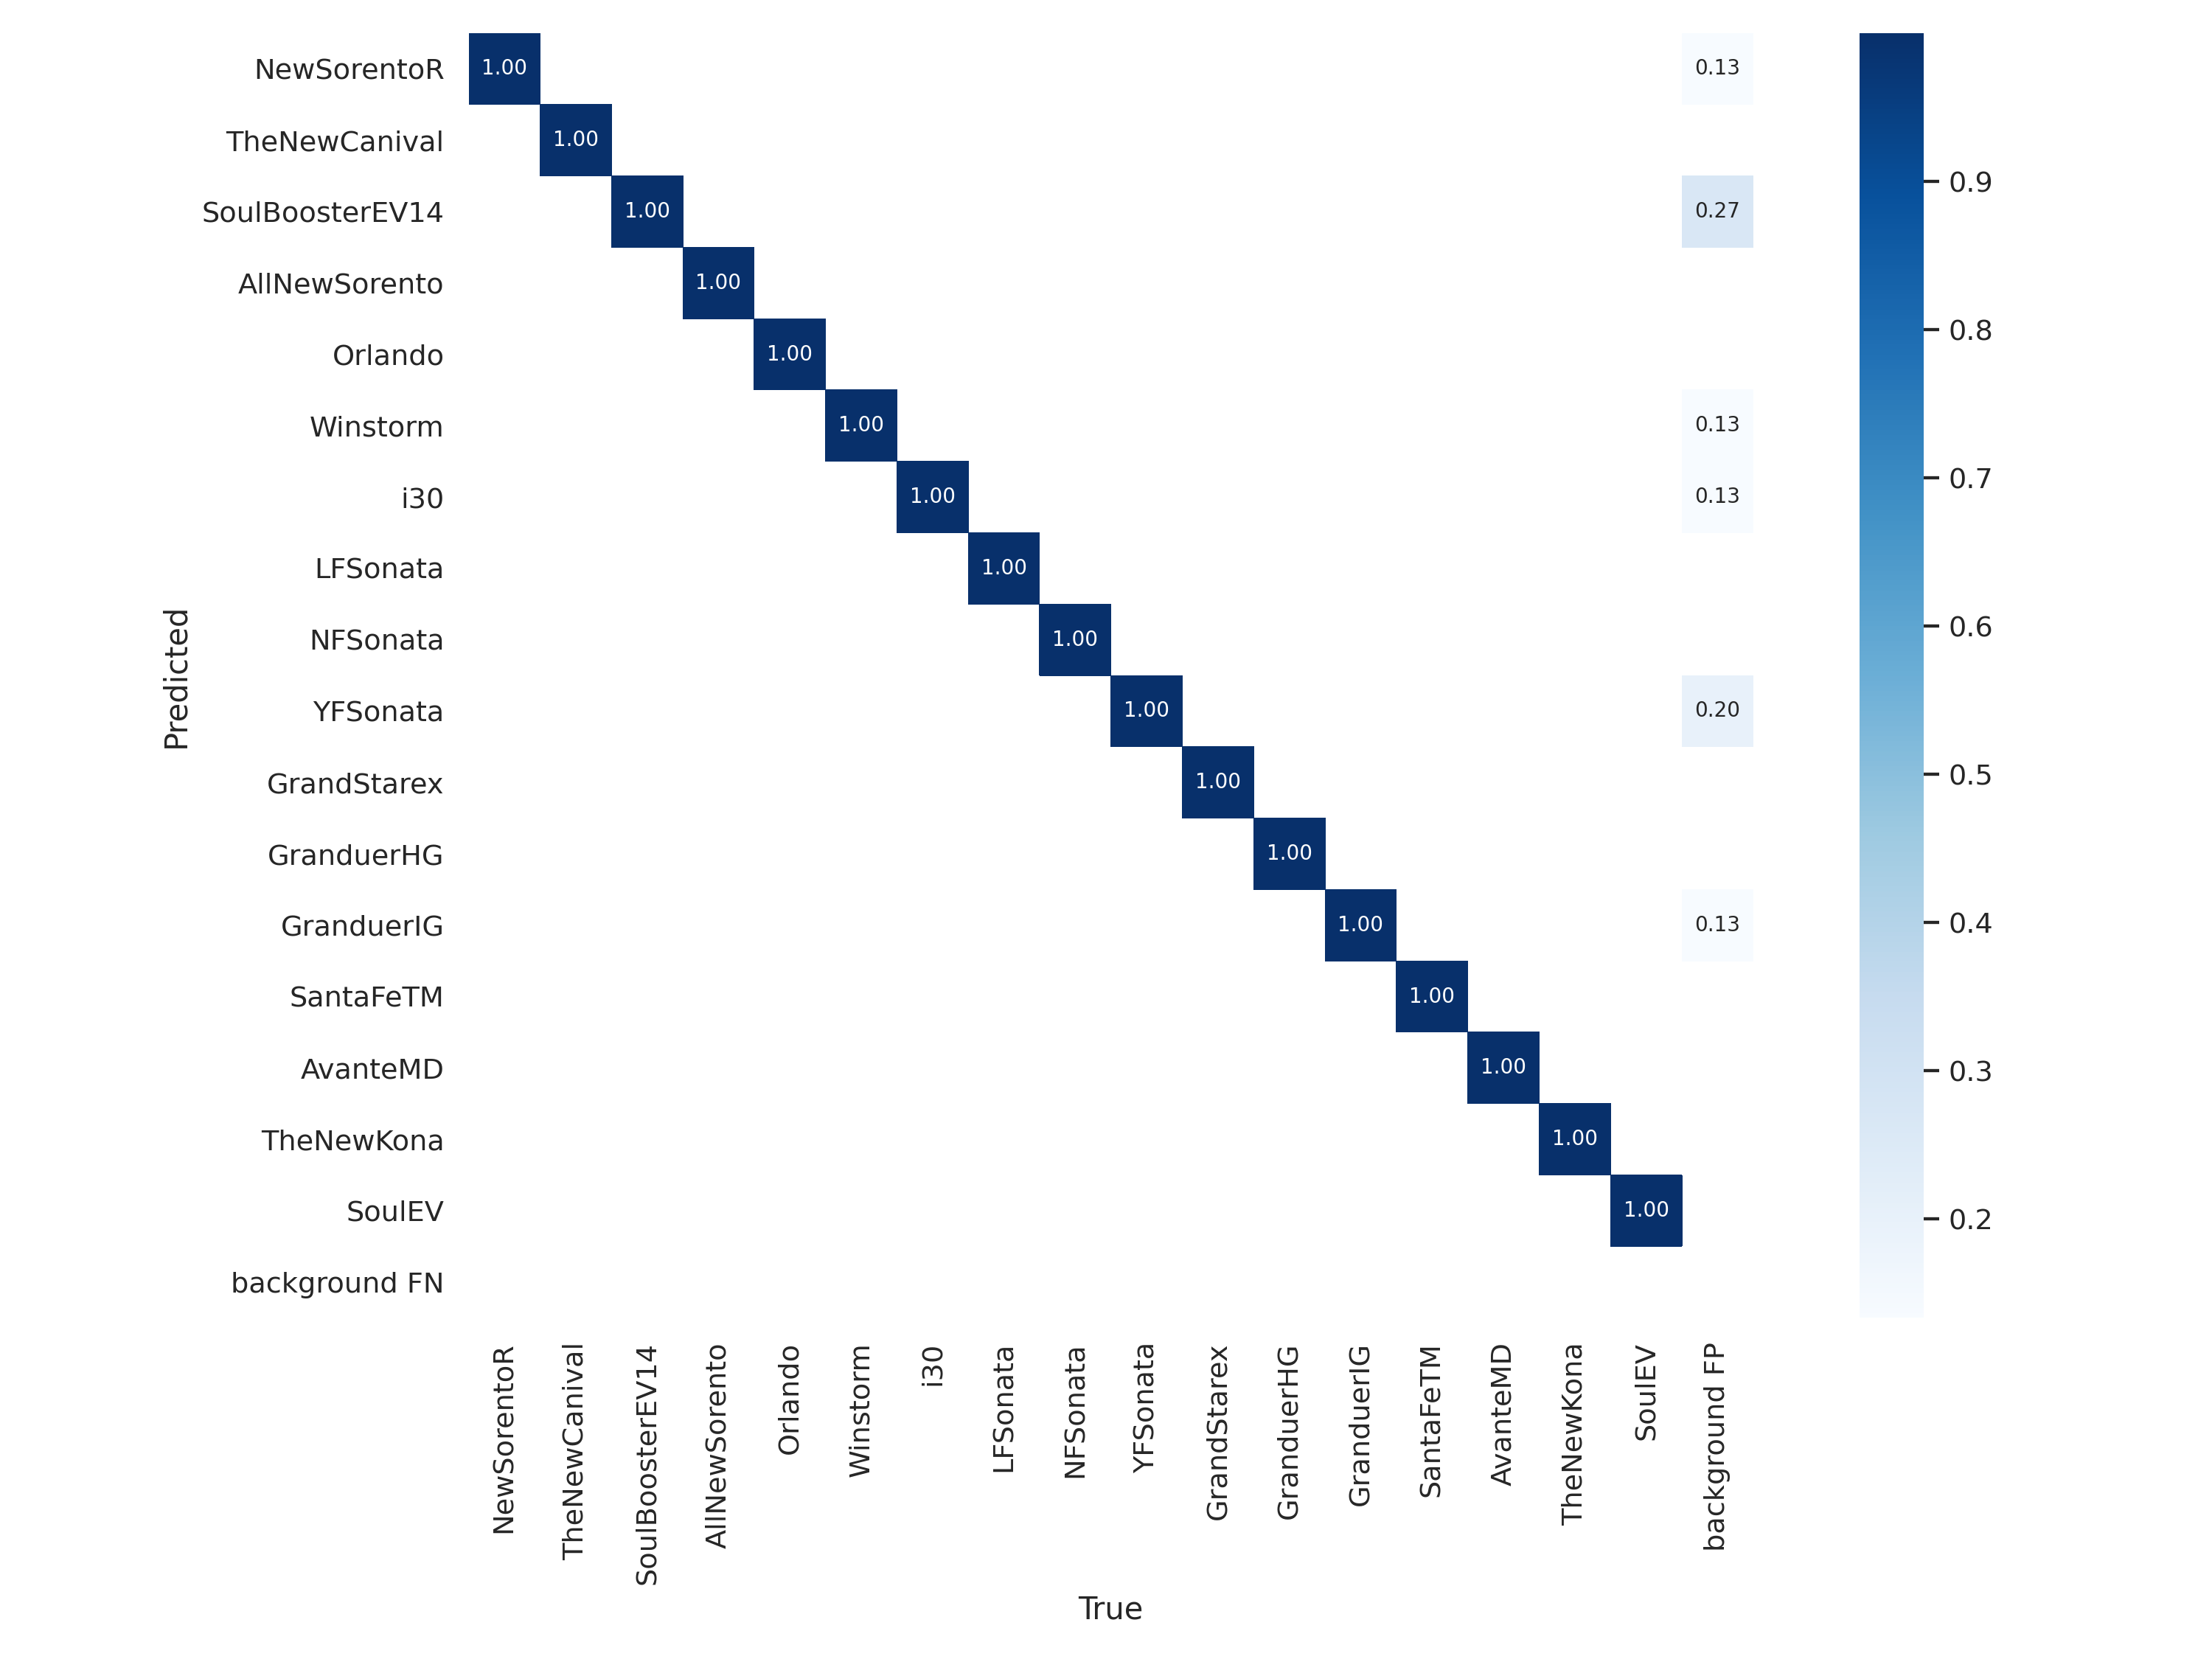 NewSorentoR 1.00 0.13
TheNewCanival 1.00
0.9
SoulBoosterEV14 1.00 0.27
AllNewSorento 1.00
0.8
Orlando 1.00
Winstorm 1.00 0.13
0.7
i30 1.00 0.13
LFSonata 1.00
0.6
NFSonata 1.00
Predicted
YFSonata 1.00 0.20
0.5
GrandStarex 1.00
GranduerHG 1.00
0.4
GranduerIG 1.00 0.13
SantaFeTM 1.00
0.3
AvanteMD 1.00
TheNewKona 1.00
SoulEV 1.00
0.2
background FN
NewSorentoR
TheNewCanival
SoulBoosterEV14
AllNewSorento
Orlando
Winstorm
i30
LFSonata
NFSonata
YFSonata
GrandStarex
GranduerHG
GranduerIG
SantaFeTM
AvanteMD
TheNewKona
SoulEV
background FP
True